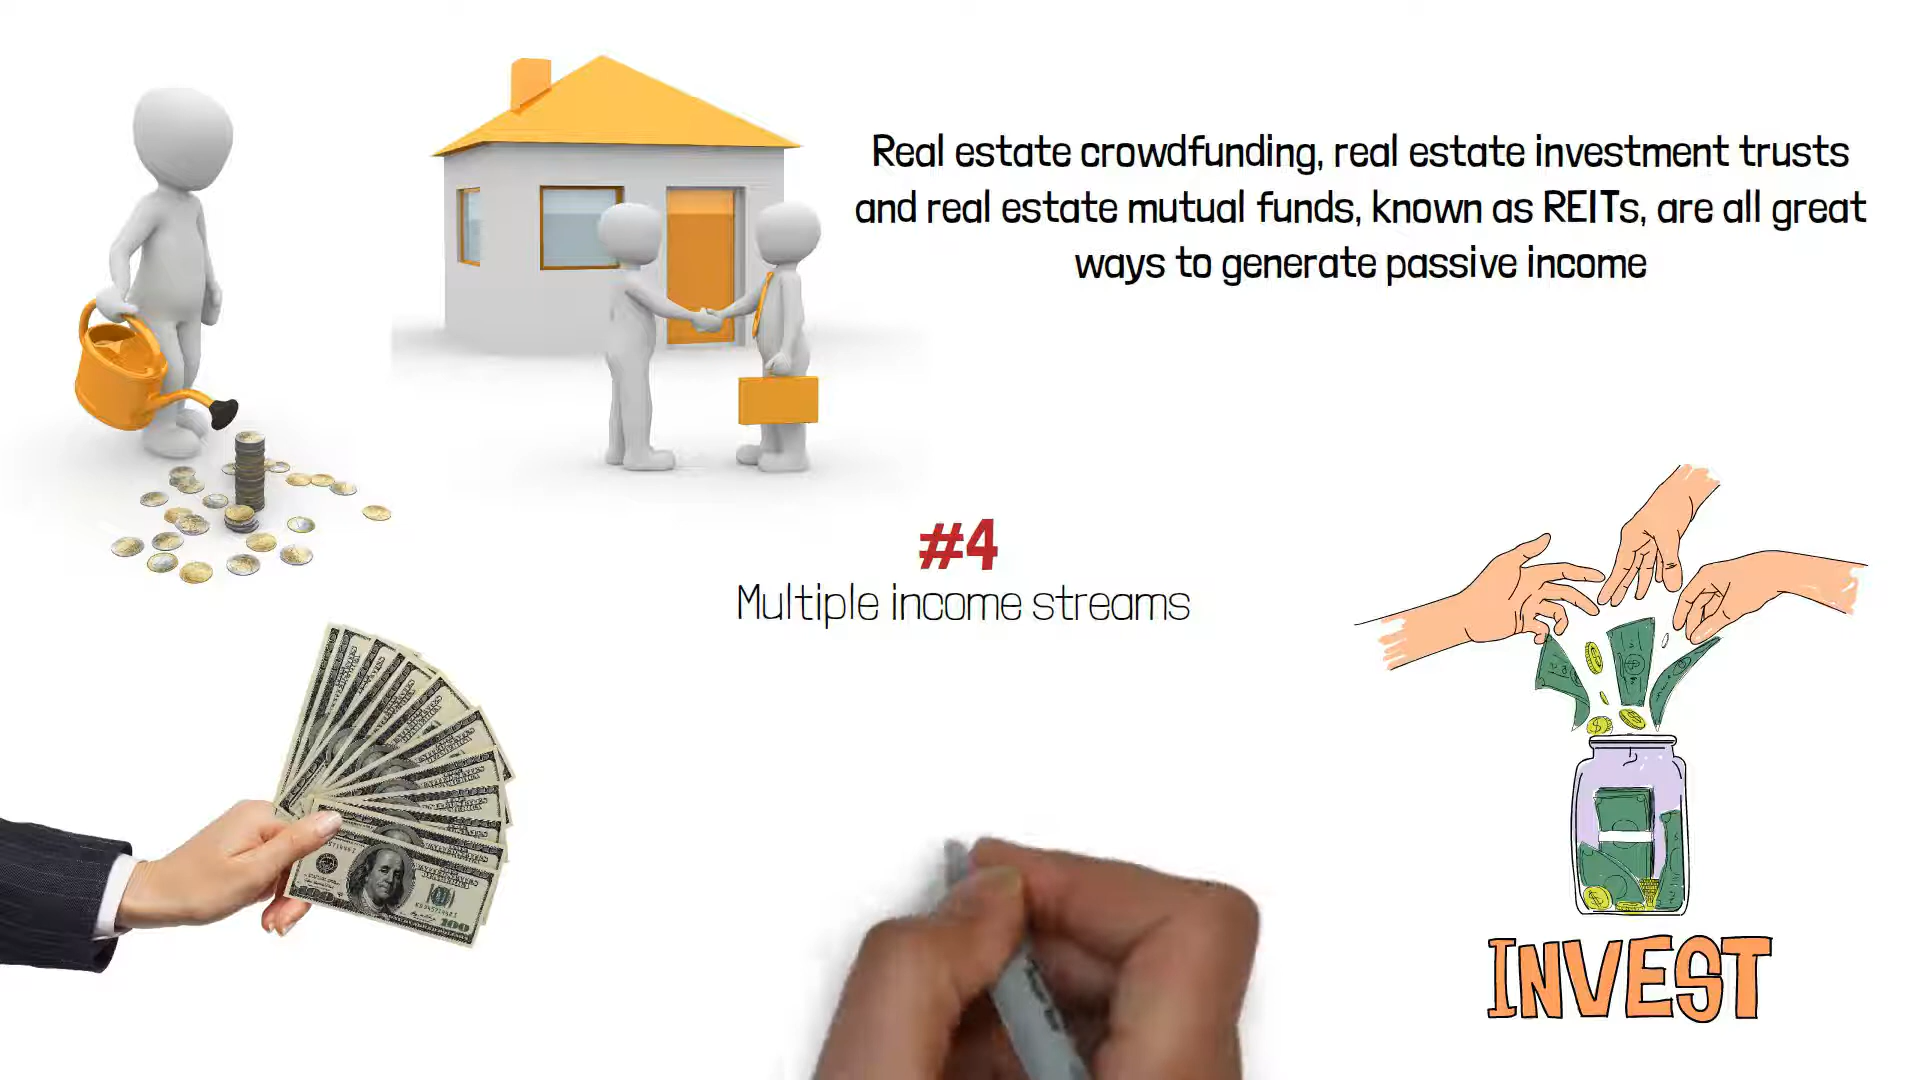 Real estate crowdfunding, real estate investment trusts
and real estate mutual funds, known as REITs, are all great
ways to generate passive income
#4
Multiple income streams
100
INVEST